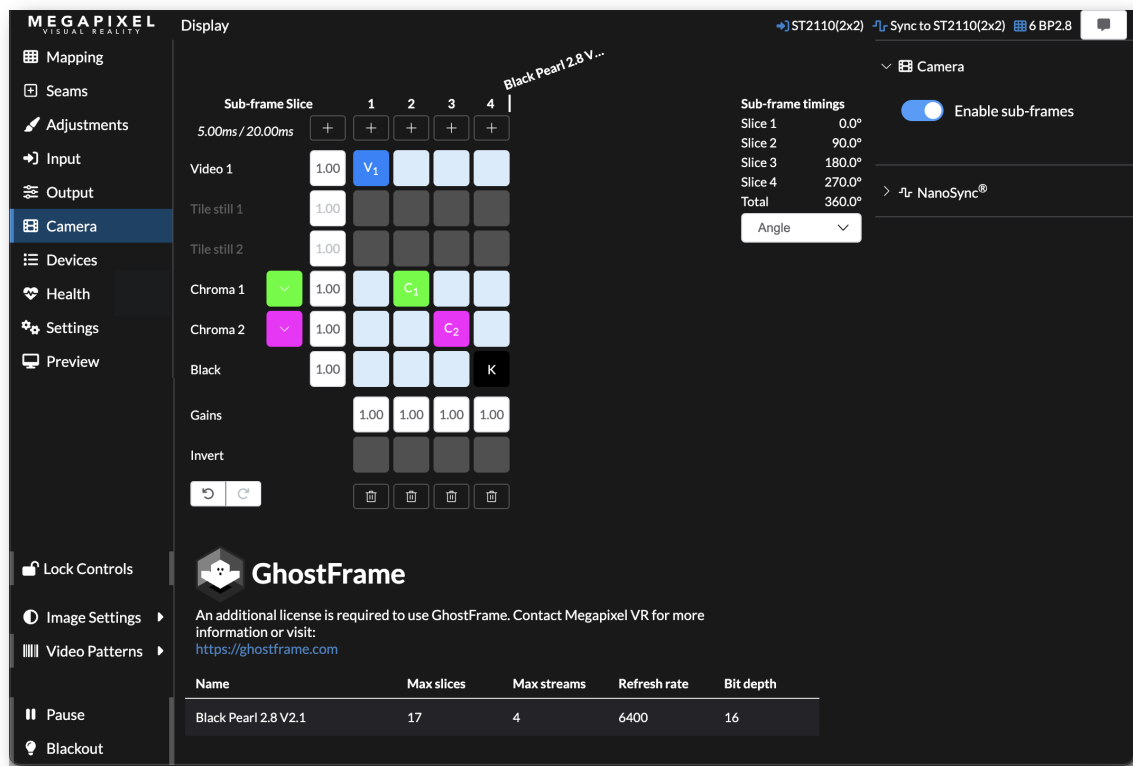 MEGAPIXEL
VISUAL REALITY
Display
ST2110(2x2) Sync to ST2110(2x2) 6 BP2.8
Mapping
Seams
Adjustments
Input
Output
Camera
Devices
Health
Settings
Preview
Lock Controls
Image Settings
Video Patterns
Pause
Blackout
Black Pearl 2.8 V...
Sub-frame Slice 1 2 3 4
5.00ms / 20.00ms + + + + +
Video 1 1.00 V1
Tile still 1 1.00
Tile still 2 1.00
Chroma 1 1.00 C1
Chroma 2 1.00 C2
Black 1.00 K
Gains 1.00 1.00 1.00 1.00
Invert
Sub-frame timings
Slice 1 0.0°
Slice 2 90.0°
Slice 3 180.0°
Slice 4 270.0°
Total 360.0°
Angle
Camera
Enable sub-frames
NanoSync®
GhostFrame
An additional license is required to use GhostFrame. Contact Megapixel VR for more
information or visit:
https://ghostframe.com
Name Max slices Max streams Refresh rate Bit depth
Black Pearl 2.8 V2.1 17 4 6400 16